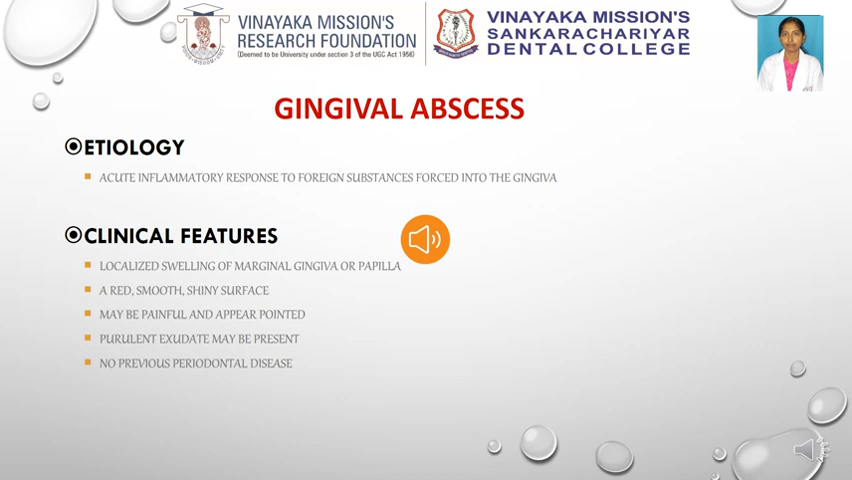 VINAYAKA MISSION'S
RESEARCH FOUNDATION
(Deemed to be University under section 3 of the UGC Act 1956)
VINAYAKA MISSION'S
SANKARACHARIYAR
DENTAL COLLEGE
GINGIVAL ABSCESS
ETIOLOGY
ACUTE INFLAMMATORY RESPONSE TO FOREIGN SUBSTANCES FORCED INTO THE GINGIVA
CLINICAL FEATURES
LOCALIZED SWELLING OF MARGINAL GINGIVA OR PAPILLA
A RED, SMOOTH, SHINY SURFACE
MAY BE PAINFUL AND APPEAR POINTED
PURULENT EXUDATE MAY BE PRESENT
NO PREVIOUS PERIODONTAL DISEASE